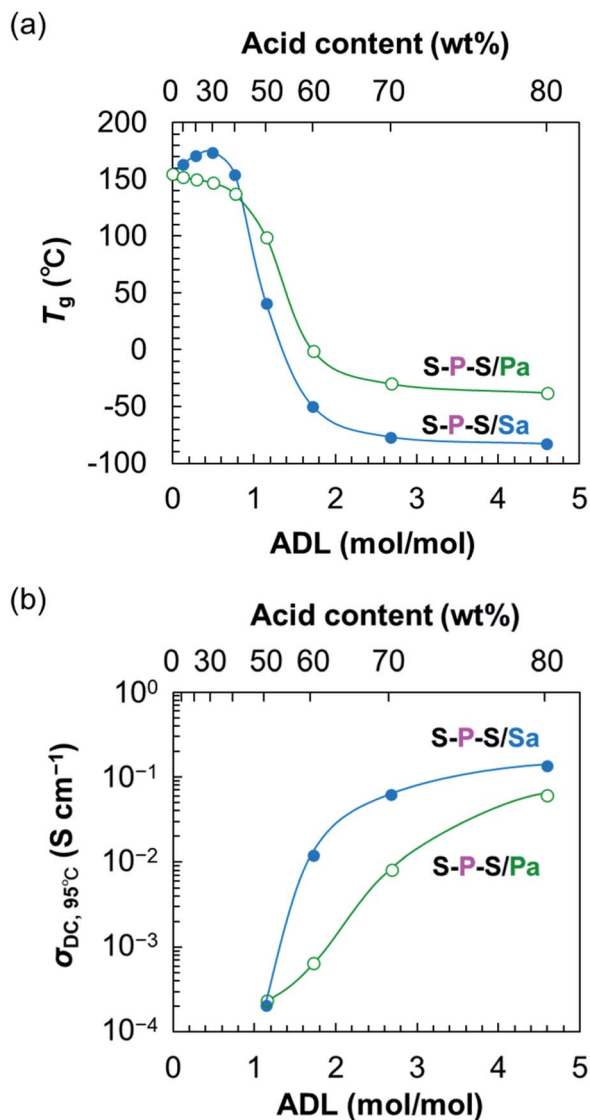 (a)
Acid content (wt%)
0 30 50 60 70 80
200
150
100
50
0
-50
-100
Tg (℃)
S-P-S/Pa
S-P-S/Sa
0 1 2 3 4 5
ADL (mol/mol)
(b)
Acid content (wt%)
0 30 50 60 70 80
10⁰
10⁻¹
10⁻²
10⁻³
10⁻⁴
σDC, 95℃ (S cm⁻¹)
S-P-S/Sa
S-P-S/Pa
0 1 2 3 4 5
ADL (mol/mol)